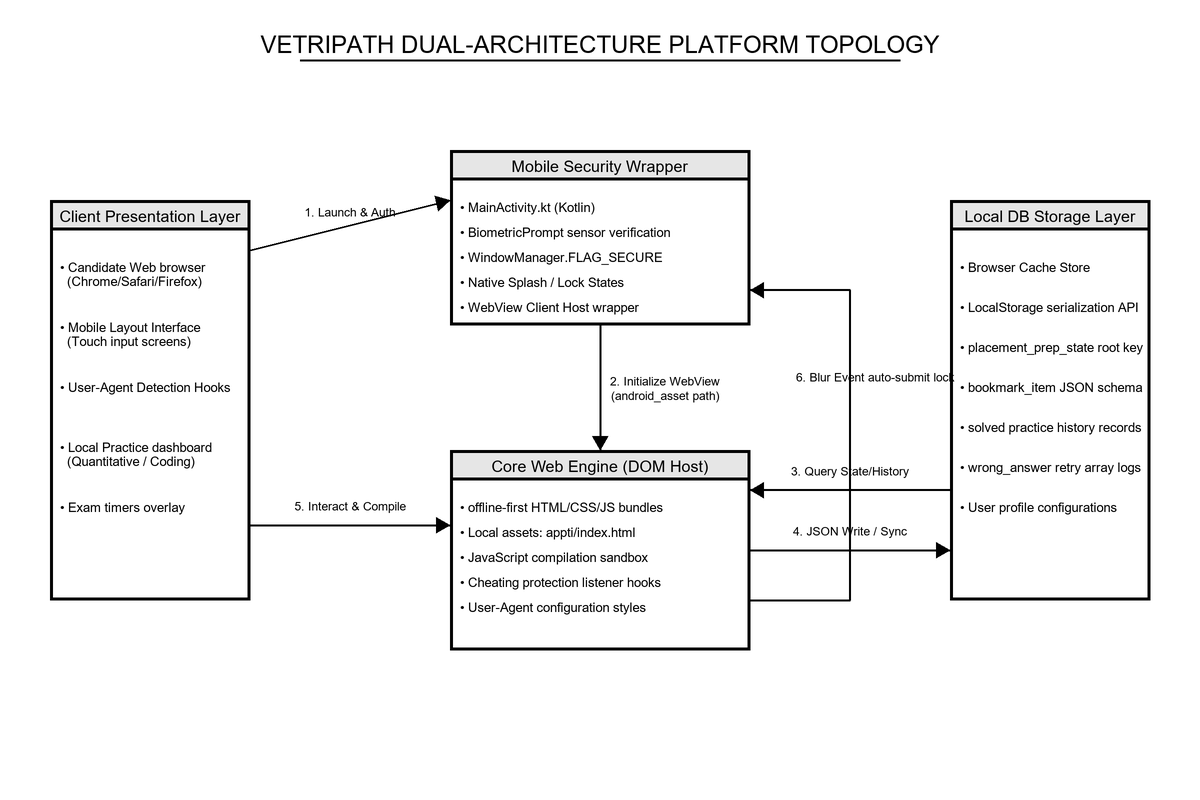 VETRIPATH DUAL-ARCHITECTURE PLATFORM TOPOLOGY
Client Presentation Layer
• Candidate Web browser
(Chrome/Safari/Firefox)
• Mobile Layout Interface
(Touch input screens)
• User-Agent Detection Hooks
• Local Practice dashboard
(Quantitative / Coding)
• Exam timers overlay
1. Launch & Auth
Mobile Security Wrapper
• MainActivity.kt (Kotlin)
• BiometricPrompt sensor verification
• WindowManager.FLAG_SECURE
• Native Splash / Lock States
• WebView Client Host wrapper
2. Initialize WebView
(android_asset path)
5. Interact & Compile
Core Web Engine (DOM Host)
• offline-first HTML/CSS/JS bundles
• Local assets: appti/index.html
• JavaScript compilation sandbox
• Cheating protection listener hooks
• User-Agent configuration styles
6. Blur Event auto-submit lock
3. Query State/History
4. JSON Write / Sync
Local DB Storage Layer
• Browser Cache Store
• LocalStorage serialization API
• placement_prep_state root key
• bookmark_item JSON schema
• solved practice history records
• wrong_answer retry array logs
• User profile configurations